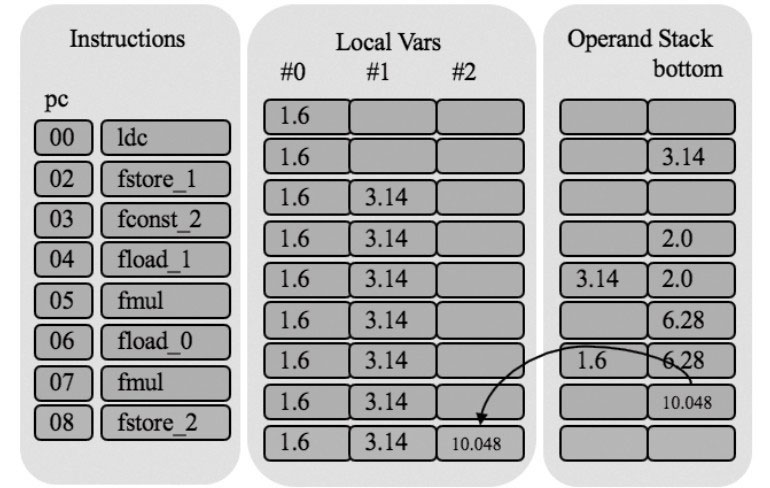 Instructions
Local Vars
Operand Stack
#0 #1 #2
bottom
pc
1.6
00 ldc
1.6 3.14
02 fstore_1
1.6 3.14
03 fconst_2
1.6 3.14 2.0
04 fload_1
1.6 3.14 3.14 2.0
05 fmul
1.6 3.14 6.28
06 fload_0
1.6 3.14 1.6 6.28
07 fmul
1.6 3.14 10.048
08 fstore_2
1.6 3.14 10.048